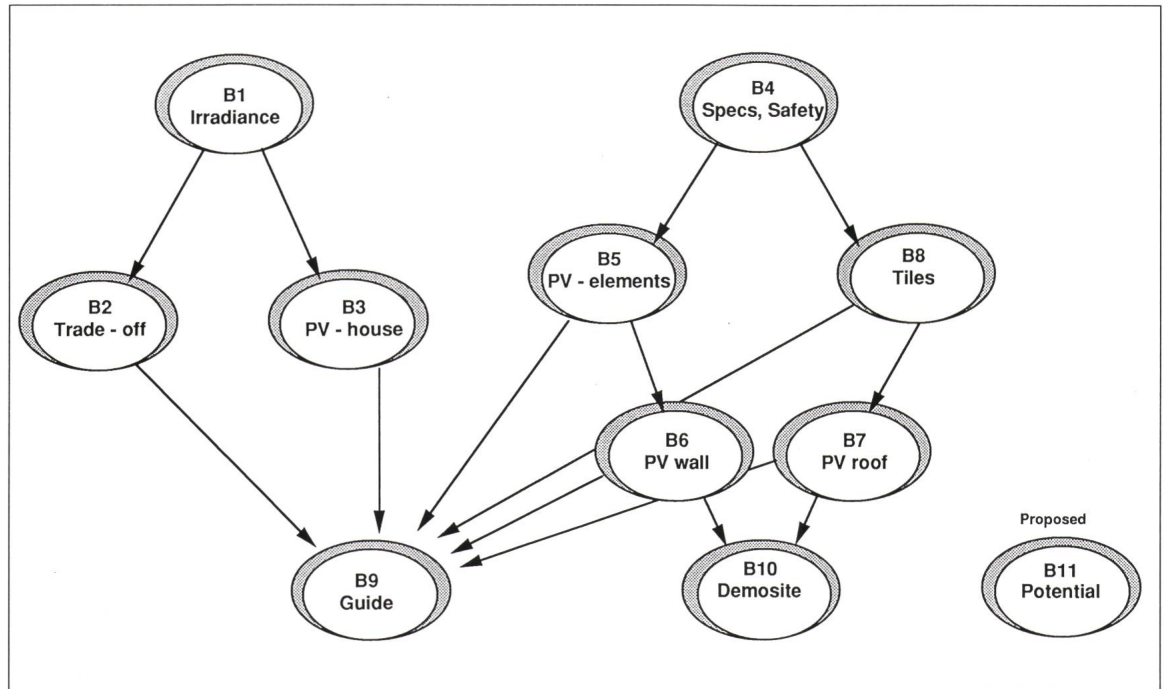 B1
Irradiance
B4
Specs, Safety
B5
PV - elements
B8
Tiles
B2
Trade - off
B3
PV - house
B6
PV wall
B7
PV roof
Proposed
B9
Guide
B10
Demosite
B11
Potential